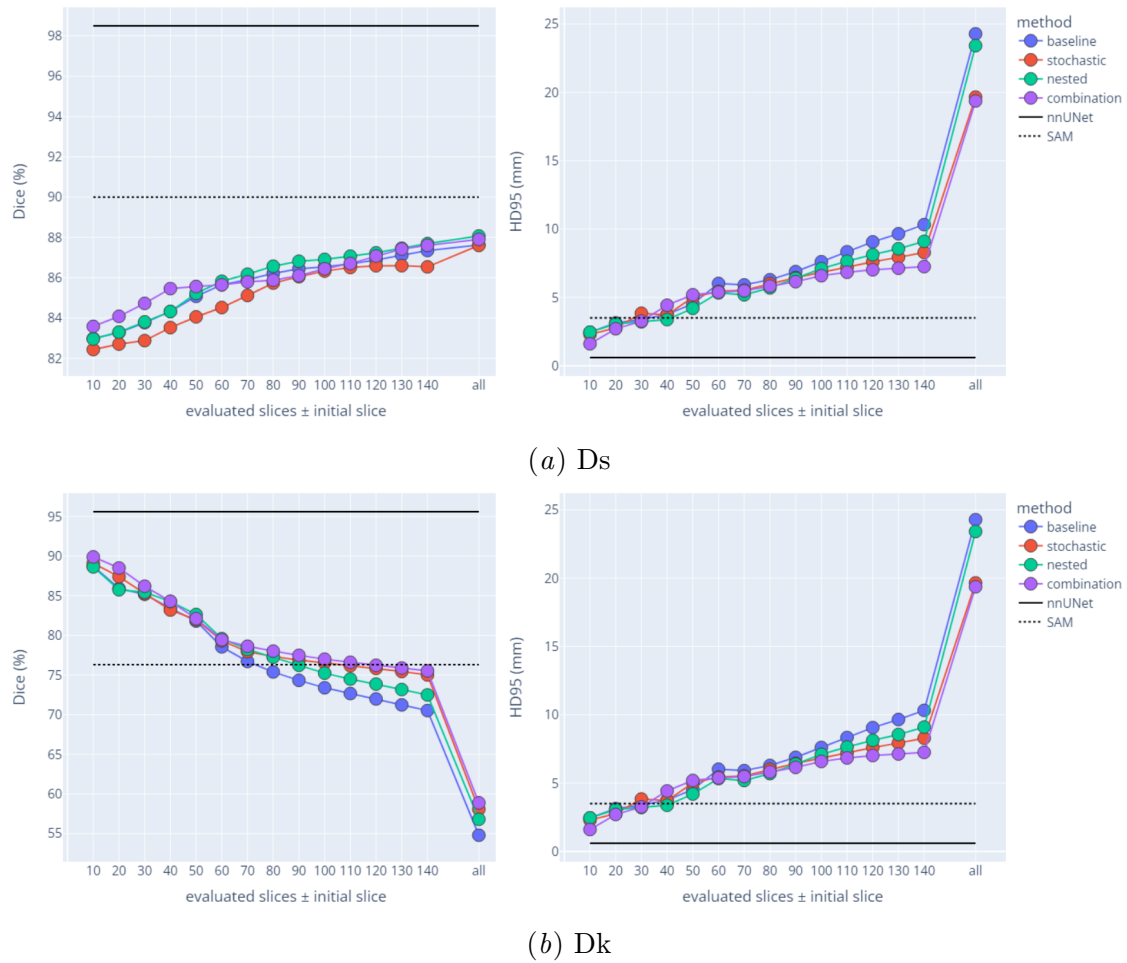 98
96
94
92
90
88
86
84
82
Dice (%)
10 20 30 40 50 60 70 80 90 100 110 120 130 140 all
evaluated slices ± initial slice
25
20
15
10
5
0
HD95 (mm)
10 20 30 40 50 60 70 80 90 100 110 120 130 140 all
evaluated slices ± initial slice
method
baseline
stochastic
nested
combination
nnUNet
SAM
(a) Ds
95
90
85
80
75
70
65
60
55
Dice (%)
10 20 30 40 50 60 70 80 90 100 110 120 130 140 all
evaluated slices ± initial slice
25
20
15
10
5
0
HD95 (mm)
10 20 30 40 50 60 70 80 90 100 110 120 130 140 all
evaluated slices ± initial slice
method
baseline
stochastic
nested
combination
nnUNet
SAM
(b) Dk